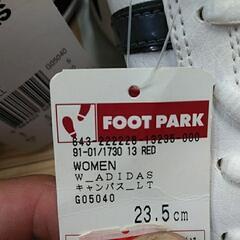 G05040
FOOT PARK
643-222228-13235-000
91-01/1730 13 RED
WOMEN
W_ADIDAS
キャンバス_LT
G05040
23.5cm